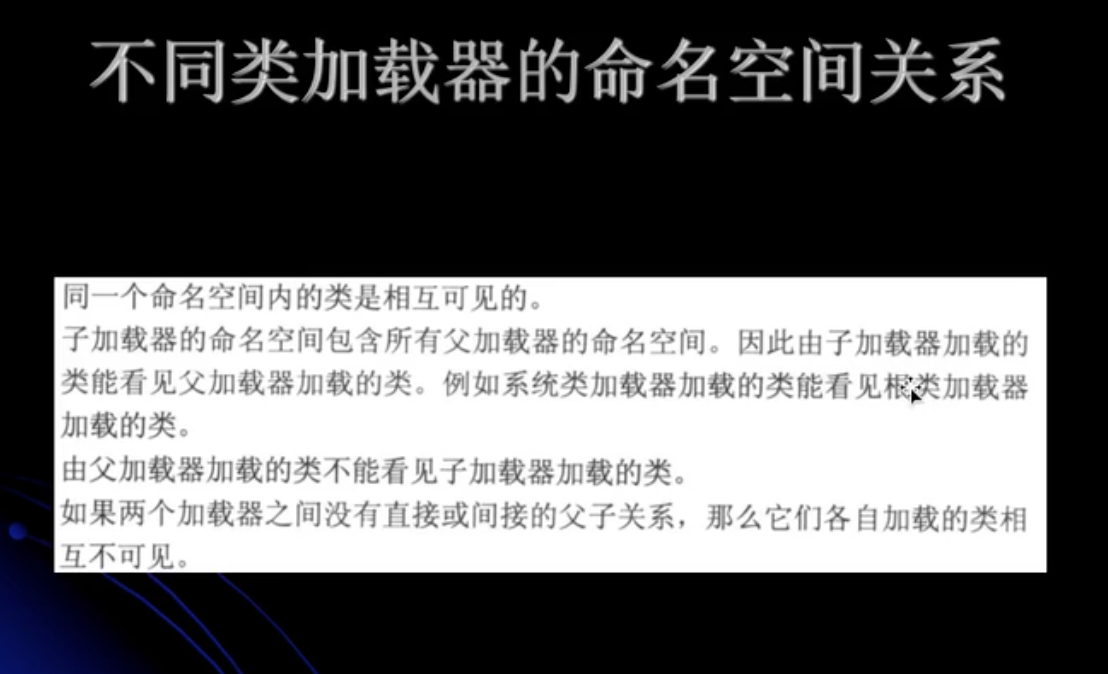 不同类加载器的命名空间关系
同一个命名空间内的类是相互可见的。
子加载器的命名空间包含所有父加载器的命名空间。因此由子加载器加载的
类能看见父加载器加载的类。例如系统类加载器加载的类能看见根类加载器
加载的类。
由父加载器加载的类不能看见子加载器加载的类。
如果两个加载器之间没有直接或间接的父子关系，那么它们各自加载的类相
互不可见。